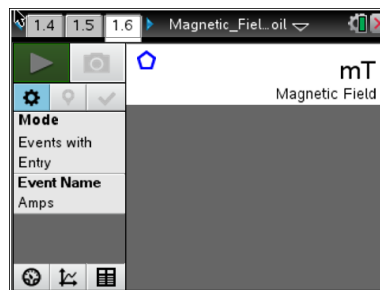 1.4 1.5 1.6 Magnetic_Fiel...oil
mT
Magnetic Field
Mode
Events with
Entry
Event Name
Amps